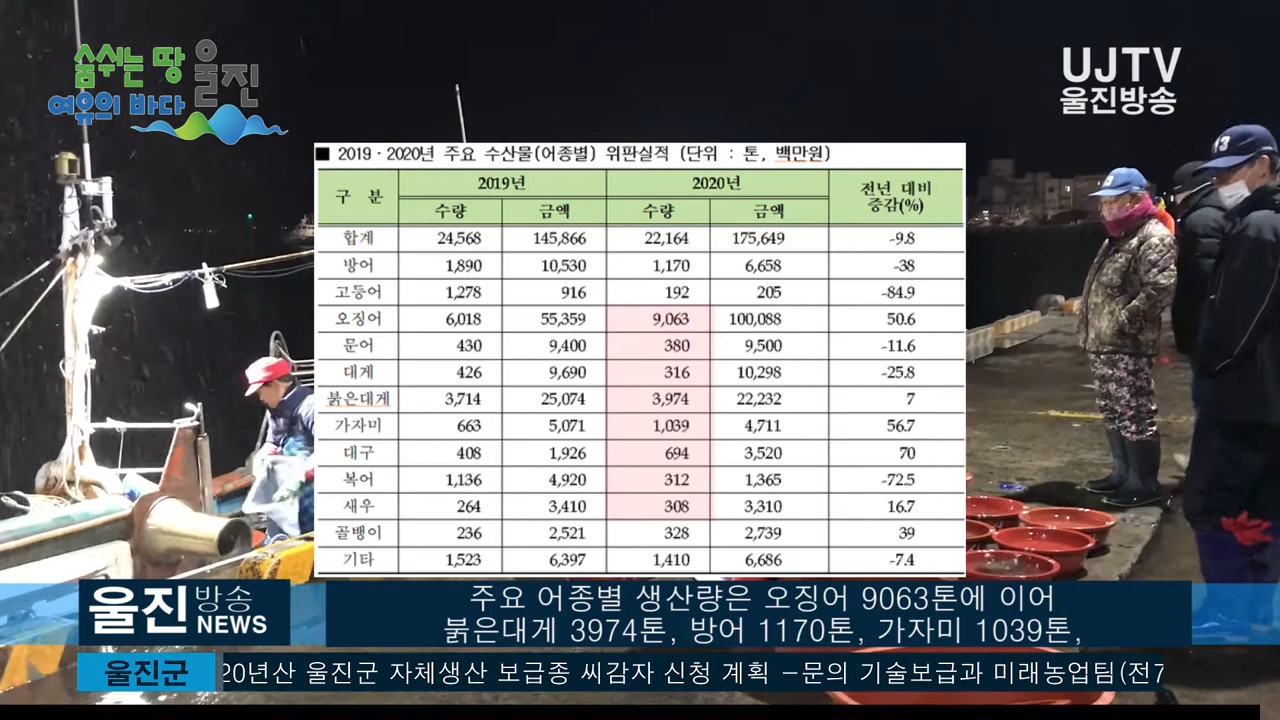 숨쉬는 땅 울진
여유의 바다
UJTV
울진방송
3
■ 2019·2020년 주요 수산물(어종별) 위판실적 (단위 : 톤, 백만원)
구 분 2019년 2020년 전년 대비 증감(%)
수량 금액 수량 금액
합계 24,568 145,866 22,164 175,649 -9.8
방어 1,890 10,530 1,170 6,658 -38
고등어 1,278 916 192 205 -84.9
오징어 6,018 55,359 9,063 100,088 50.6
문어 430 9,400 380 9,500 -11.6
대게 426 9,690 316 10,298 -25.8
붉은대게 3,714 25,074 3,974 22,232 7
가자미 663 5,071 1,039 4,711 56.7
대구 408 1,926 694 3,520 70
복어 1,136 4,920 312 1,365 -72.5
새우 264 3,410 308 3,310 16.7
골뱅이 236 2,521 328 2,739 39
기타 1,523 6,397 1,410 6,686 -7.4
울진 방송 NEWS
주요 어종별 생산량은 오징어 9063톤에 이어
붉은대게 3974톤, 방어 1170톤, 가자미 1039톤,
울진군 20년산 울진군 자체생산 보급종 씨감자 신청 계획 -문의 기술보급과 미래농업팀(전7